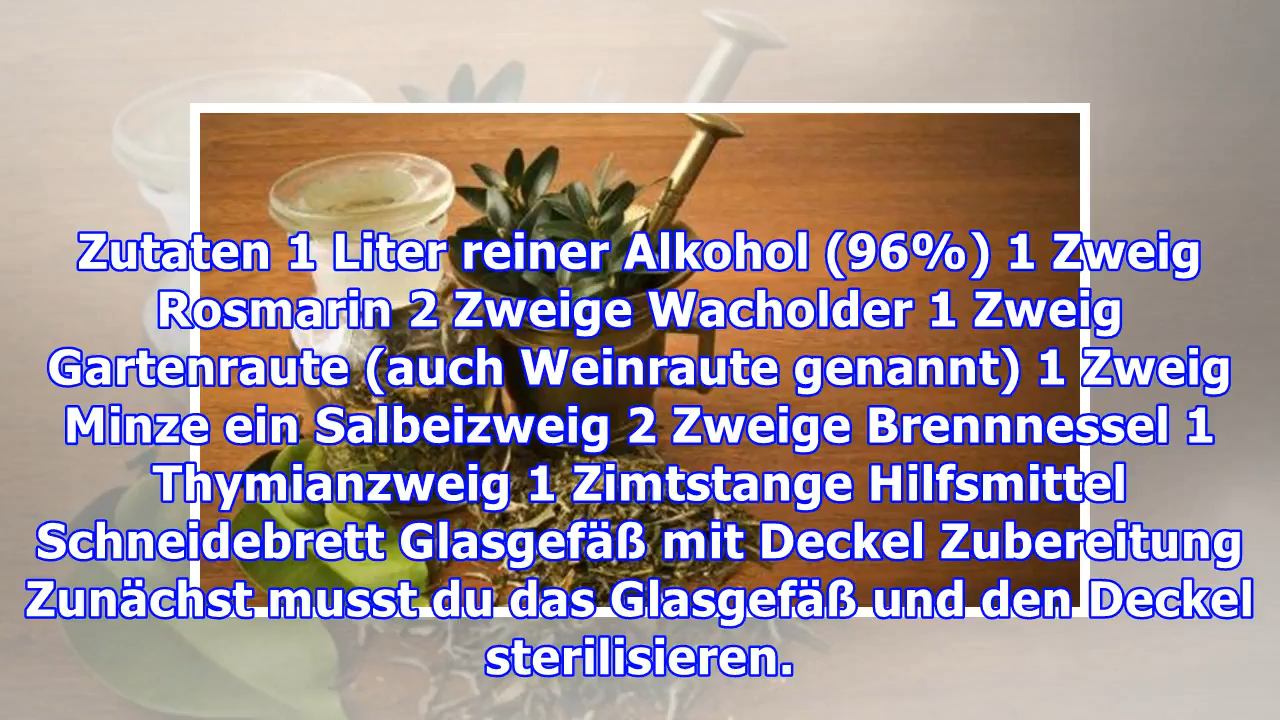 Zutaten 1 Liter reiner Alkohol (96%) 1 Zweig
Rosmarin 2 Zweige Wacholder 1 Zweig
Gartenraute (auch Weinraute genannt) 1 Zweig
Minze ein Salbeizweig 2 Zweige Brennnessel 1
Thymianzweig 1 Zimtstange Hilfsmittel
Schneidebrett Glasgefäß mit Deckel Zubereitung
Zunächst musst du das Glasgefäß und den Deckel
sterilisieren.